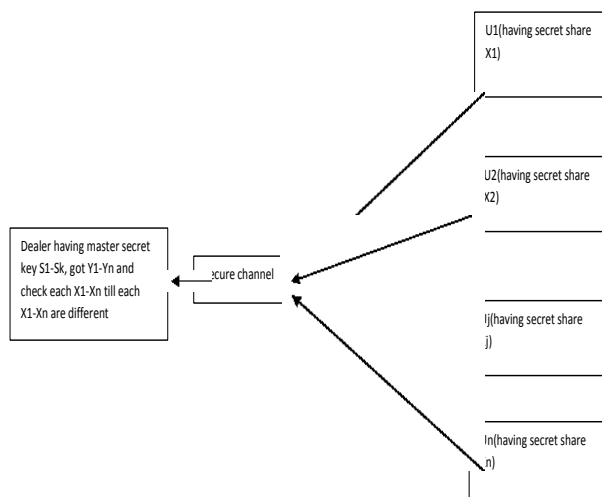 U1(having secret share
X1)
U2(having secret share
X2)
Dealer having master secret
key S1-Sk, got Y1-Yn and
check each X1-Xn till each
X1-Xn are different
ecure channel
j(having secret share
j)
n(having secret share
n)